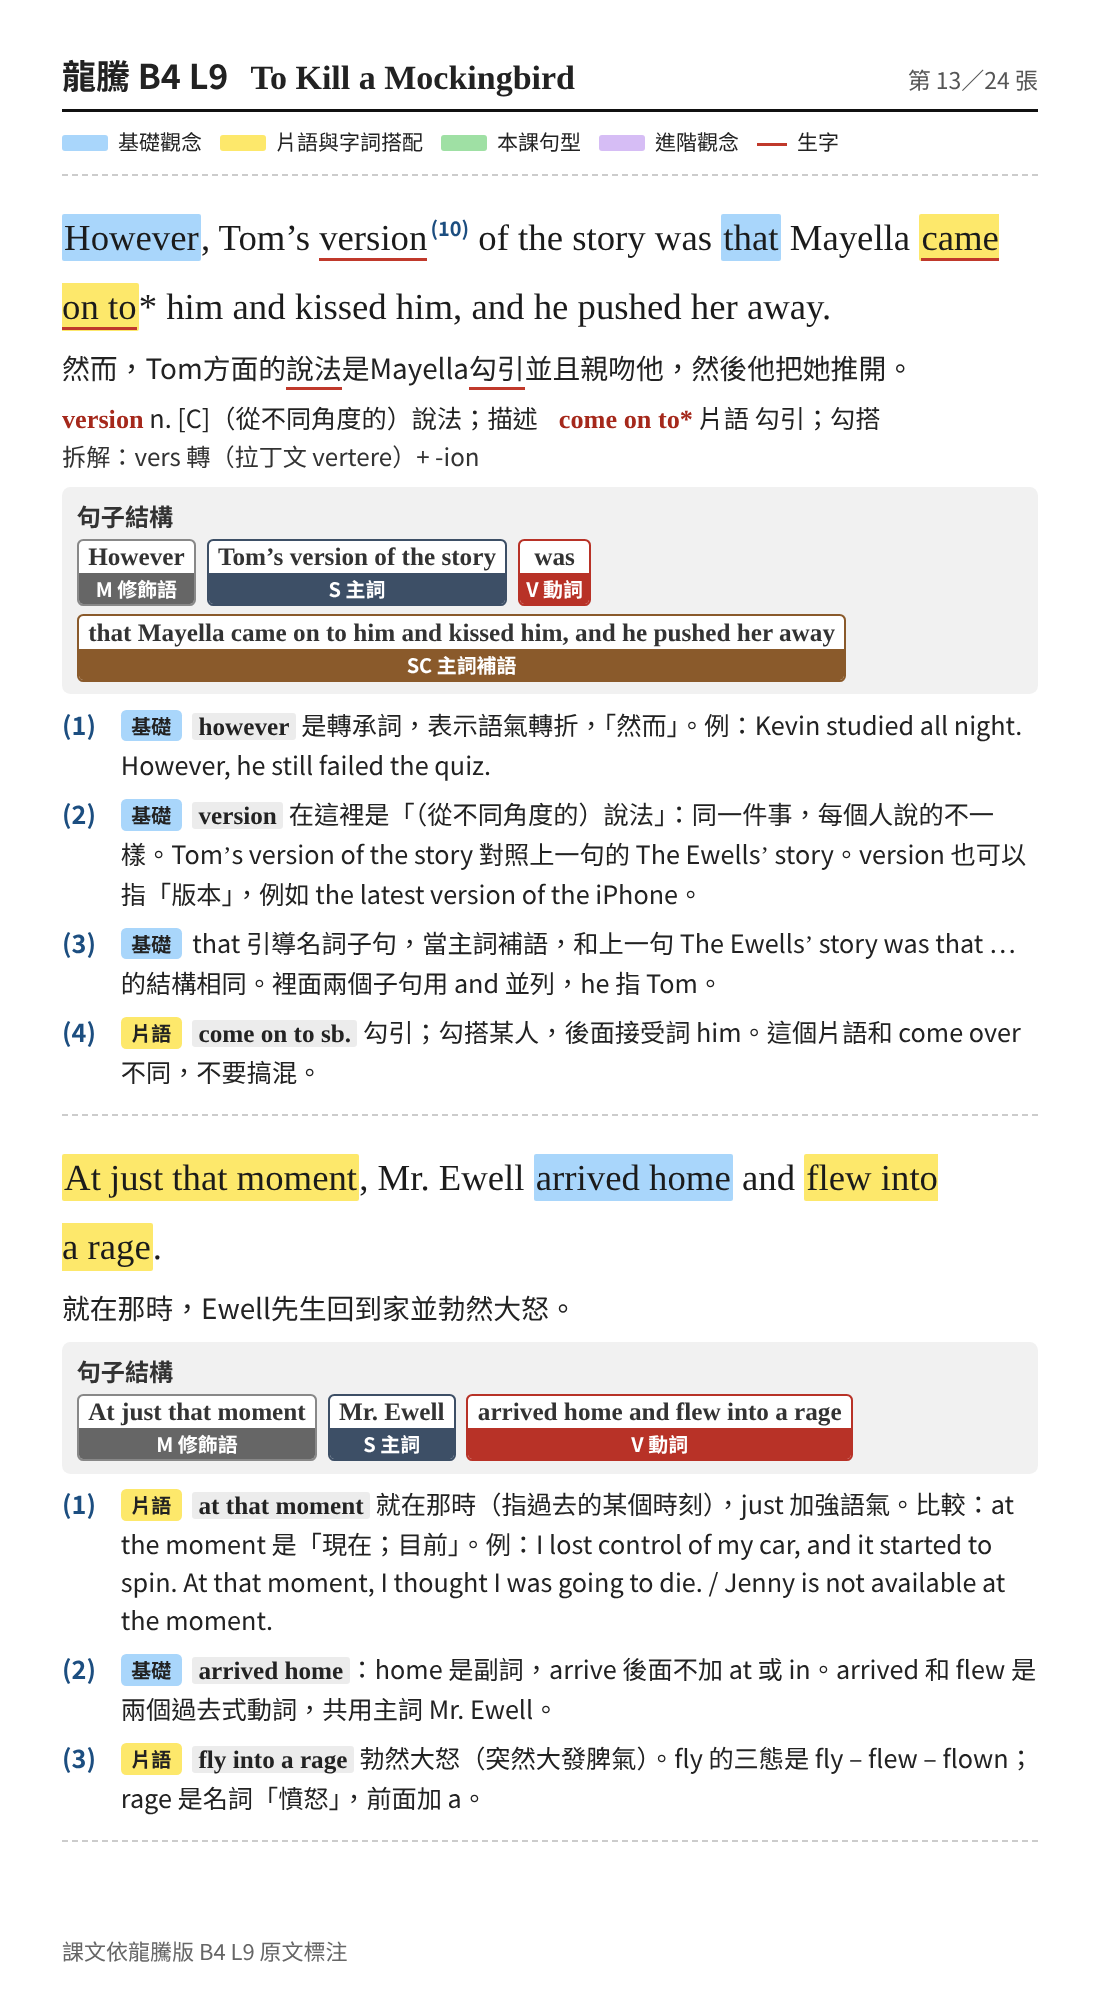 龍騰 B4 L9 To Kill a Mockingbird 第 13／24 張
基礎觀念 片語與字詞搭配 本課句型 進階觀念 生字
However, Tom’s version(10) of the story was that Mayella came
on to* him and kissed him, and he pushed her away.
然而，Tom方面的說法是Mayella勾引並且親吻他，然後他把她推開。
version n. [C]（從不同角度的）說法；描述 come on to* 片語 勾引；勾搭
拆解：vers 轉（拉丁文 vertere）+ -ion
句子結構
However Tom’s version of the story was
M 修飾語 S 主詞 V 動詞
that Mayella came on to him and kissed him, and he pushed her away
SC 主詞補語
(1) 基礎 however 是轉承詞，表示語氣轉折，「然而」。例：Kevin studied all night.
However, he still failed the quiz.
(2) 基礎 version 在這裡是「（從不同角度的）說法」：同一件事，每個人說的不一
樣。Tom’s version of the story 對照上一句的 The Ewells’ story。version 也可以
指「版本」，例如 the latest version of the iPhone。
(3) 基礎 that 引導名詞子句，當主詞補語，和上一句 The Ewells’ story was that …
的結構相同。裡面兩個子句用 and 並列，he 指 Tom。
(4) 片語 come on to sb. 勾引；勾搭某人，後面接受詞 him。這個片語和 come over
不同，不要搞混。
At just that moment, Mr. Ewell arrived home and flew into
a rage.
就在那時，Ewell先生回到家並勃然大怒。
句子結構
At just that moment Mr. Ewell arrived home and flew into a rage
M 修飾語 S 主詞 V 動詞
(1) 片語 at that moment 就在那時（指過去的某個時刻），just 加強語氣。比較：at
the moment 是「現在；目前」。例：I lost control of my car, and it started to
spin. At that moment, I thought I was going to die. / Jenny is not available at
the moment.
(2) 基礎 arrived home：home 是副詞，arrive 後面不加 at 或 in。arrived 和 flew 是
兩個過去式動詞，共用主詞 Mr. Ewell。
(3) 片語 fly into a rage 勃然大怒（突然大發脾氣）。fly 的三態是 fly – flew – flown；
rage 是名詞「憤怒」，前面加 a。
課文依龍騰版 B4 L9 原文標注